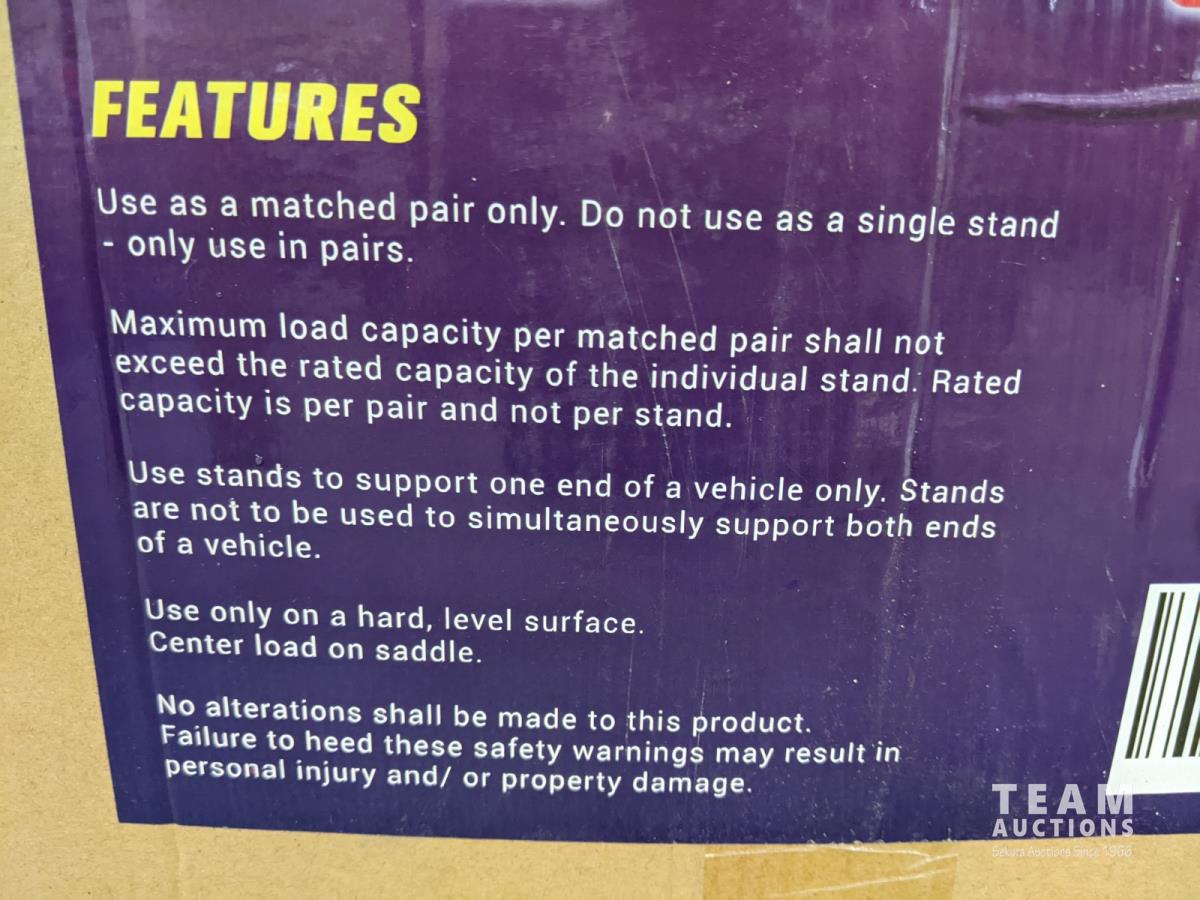 FEATURES
Use as a matched pair only. Do not use as a single stand
- only use in pairs.
Maximum load capacity per matched pair shall not
exceed the rated capacity of the individual stand. Rated
capacity is per pair and not per stand.
Use stands to support one end of a vehicle only. Stands
are not to be used to simultaneously support both ends
of a vehicle.
Use only on a hard, level surface.
Center load on saddle.
No alterations shall be made to this product.
Failure to heed these safety warnings may result in
personal injury and/ or property damage.
TEAM
AUCTIONS
Bekura Auctions Since 1966